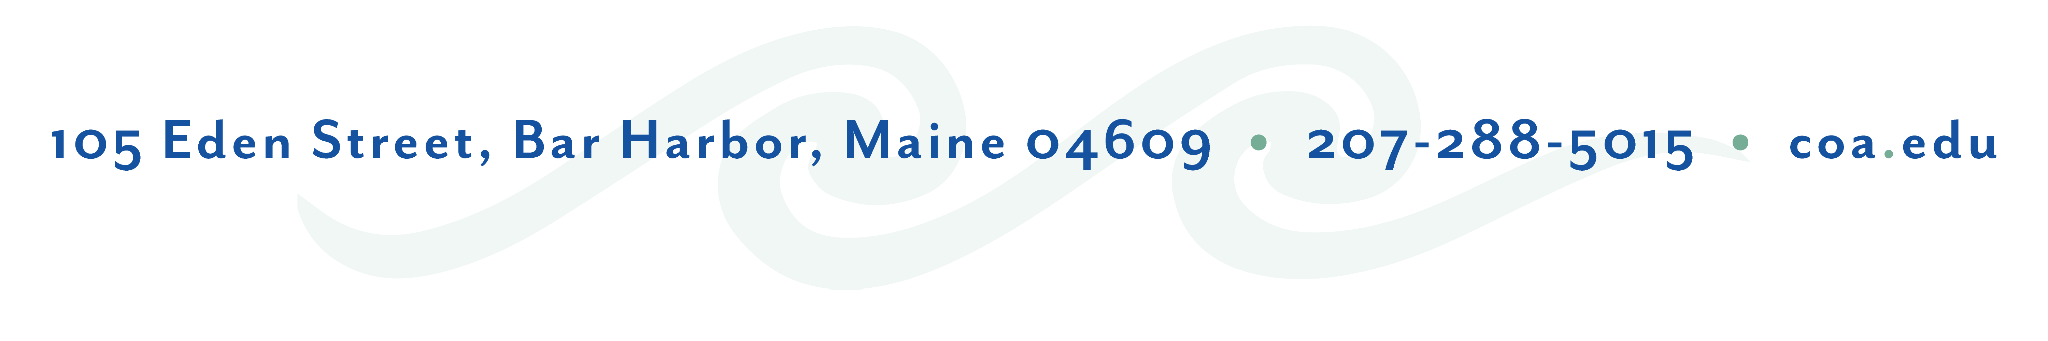 105 Eden Street, Bar Harbor, Maine 04609 • 207-288-5015 • coa.edu